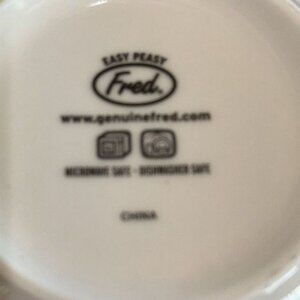 EASY PEASY
Fred.
www.genuinefred.com
MICROWAVE SAFE · DISHWASHER SAFE
CHINA